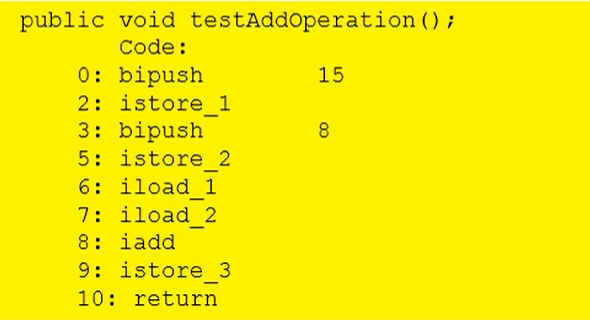 public void testAddOperation();
Code:
0: bipush 15
2: istore_1
3: bipush 8
5: istore_2
6: iload_1
7: iload_2
8: iadd
9: istore_3
10: return